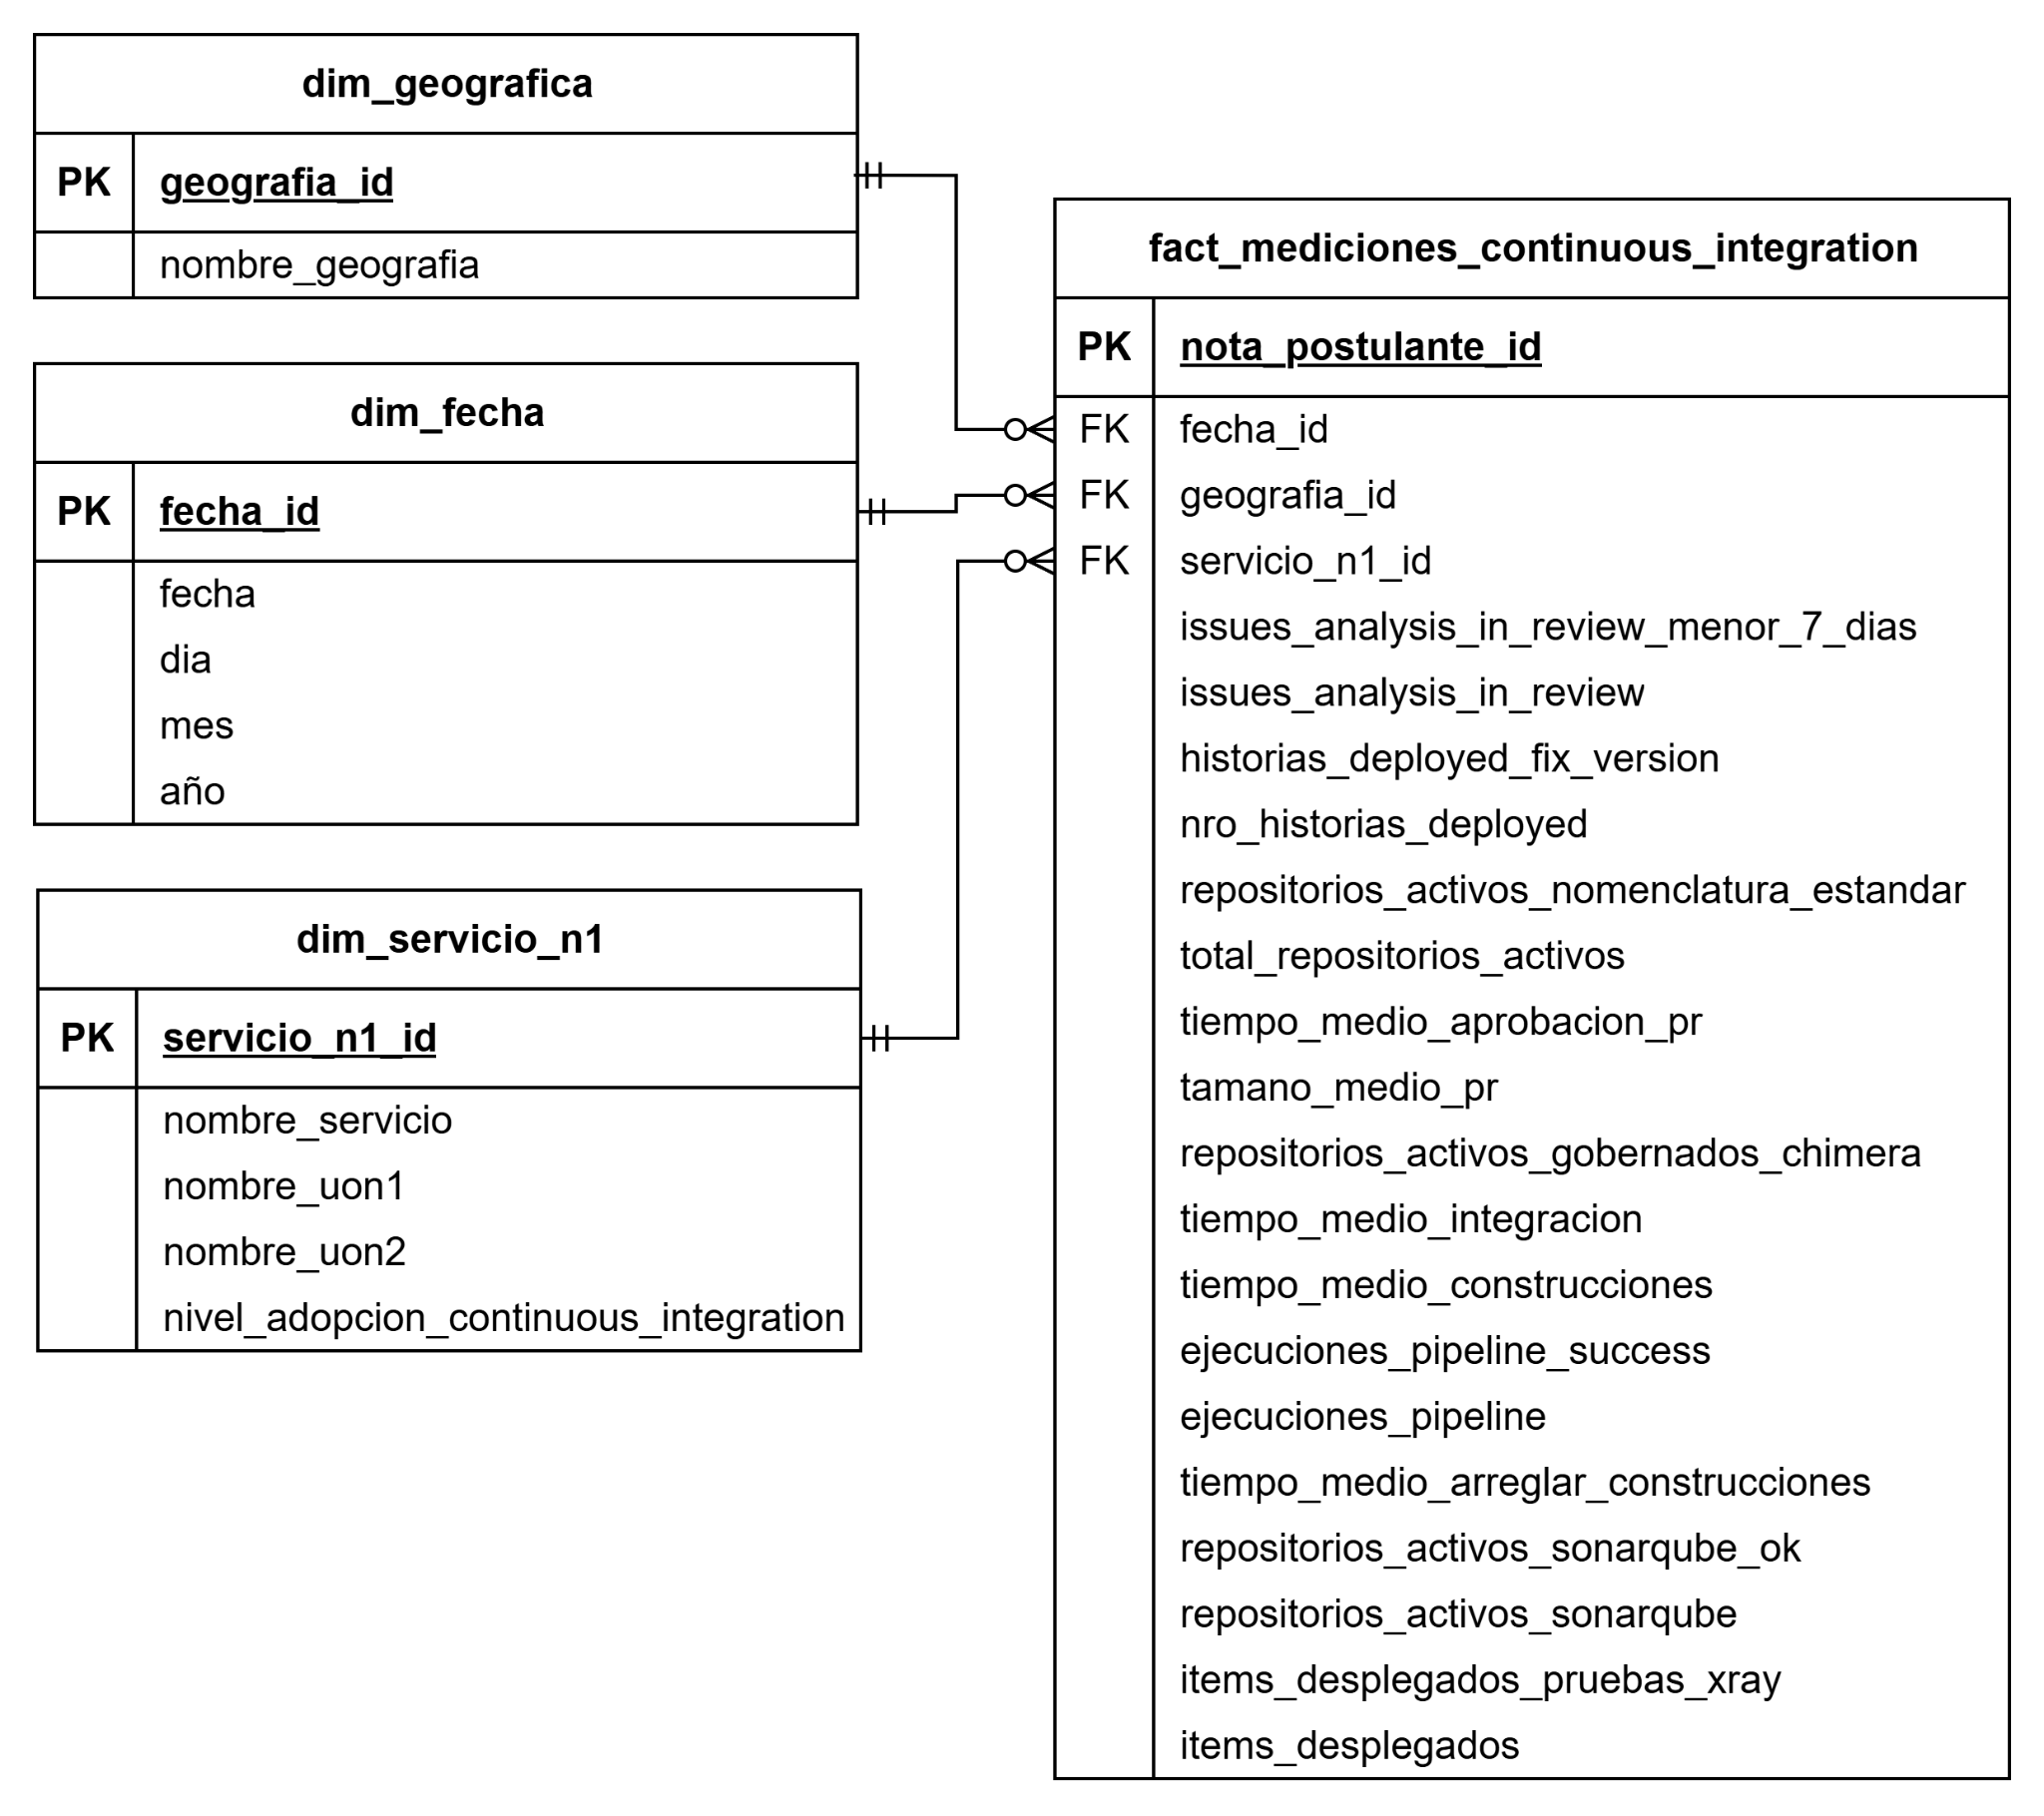 dim_geografica
PK geografia_id
nombre_geografia
dim_fecha
PK fecha_id
fecha
dia
mes
año
dim_servicio_n1
PK servicio_n1_id
nombre_servicio
nombre_uon1
nombre_uon2
nivel_adopcion_continuous_integration
fact_mediciones_continuous_integration
PK nota_postulante_id
FK fecha_id
FK geografia_id
FK servicio_n1_id
issues_analysis_in_review_menor_7_dias
issues_analysis_in_review
historias_deployed_fix_version
nro_historias_deployed
repositorios_activos_nomenclatura_estandar
total_repositorios_activos
tiempo_medio_aprobacion_pr
tamano_medio_pr
repositorios_activos_gobernados_chimera
tiempo_medio_integracion
tiempo_medio_construcciones
ejecuciones_pipeline_success
ejecuciones_pipeline
tiempo_medio_arreglar_construcciones
repositorios_activos_sonarqube_ok
repositorios_activos_sonarqube
items_desplegados_pruebas_xray
items_desplegados